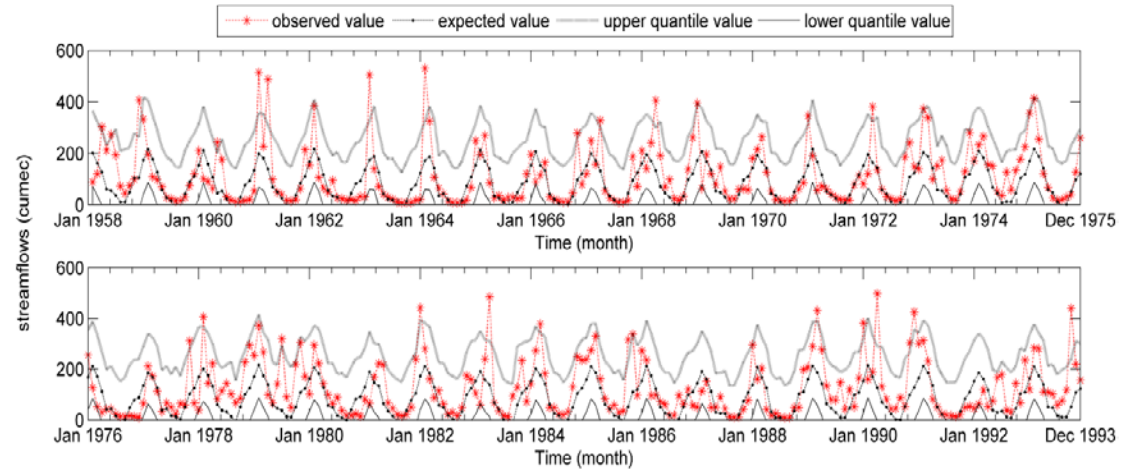 observed value expected value upper quantile value lower quantile value
600
400
200
0
Jan 1958 Jan 1960 Jan 1962 Jan 1964 Jan 1966 Jan 1968 Jan 1970 Jan 1972 Jan 1974 Dec 1975
Time (month)
streamflows (cumec)
600
400
200
0
Jan 1976 Jan 1978 Jan 1980 Jan 1982 Jan 1984 Jan 1986 Jan 1988 Jan 1990 Jan 1992 Dec 1993
Time (month)